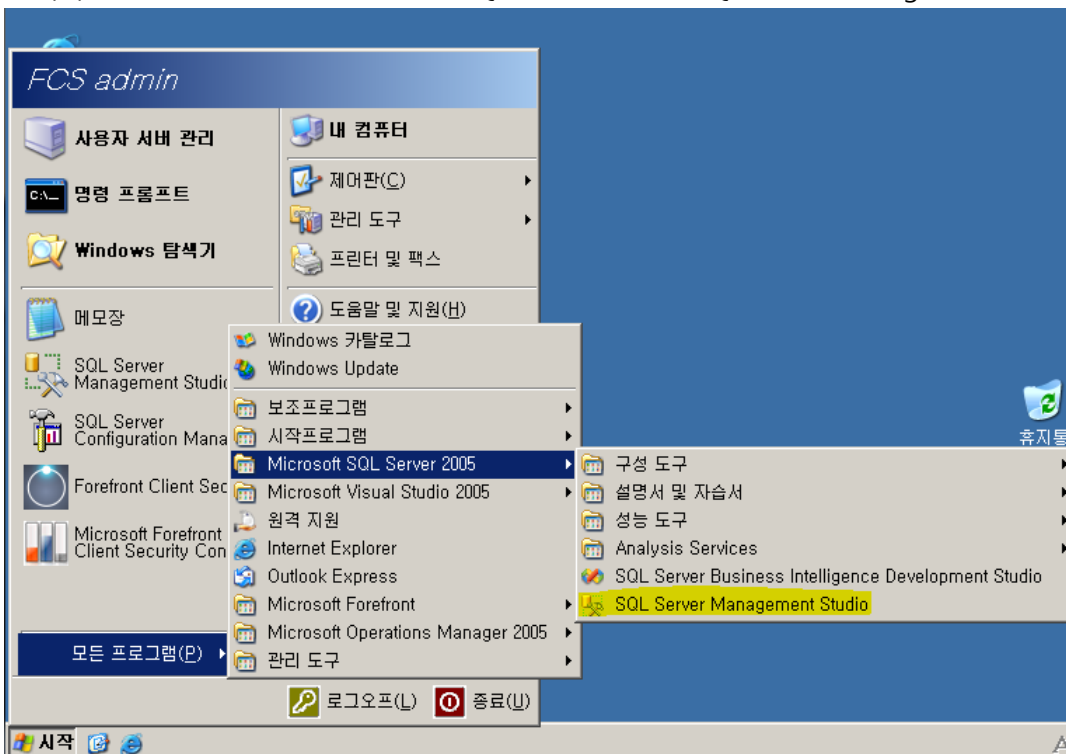 FCS admin
사용자 서버 관리
명령 프롬프트
Windows 탐색기
메모장
SQL Server
Management Studio
SQL Server
Configuration Mana
Forefront Client Sec
Microsoft Forefront
Client Security Con
모든 프로그램(P)
내 컴퓨터
제어판(C)
관리 도구
프린터 및 팩스
도움말 및 지원(H)
Windows 카탈로그
Windows Update
보조프로그램
시작프로그램
Microsoft SQL Server 2005
Microsoft Visual Studio 2005
원격 지원
Internet Explorer
Outlook Express
Microsoft Forefront
Microsoft Operations Manager 2005
관리 도구
구성 도구
설명서 및 자습서
성능 도구
Analysis Services
SQL Server Business Intelligence Development Studio
SQL Server Management Studio
휴지통
로그오프(L)
종료(U)
시작
A